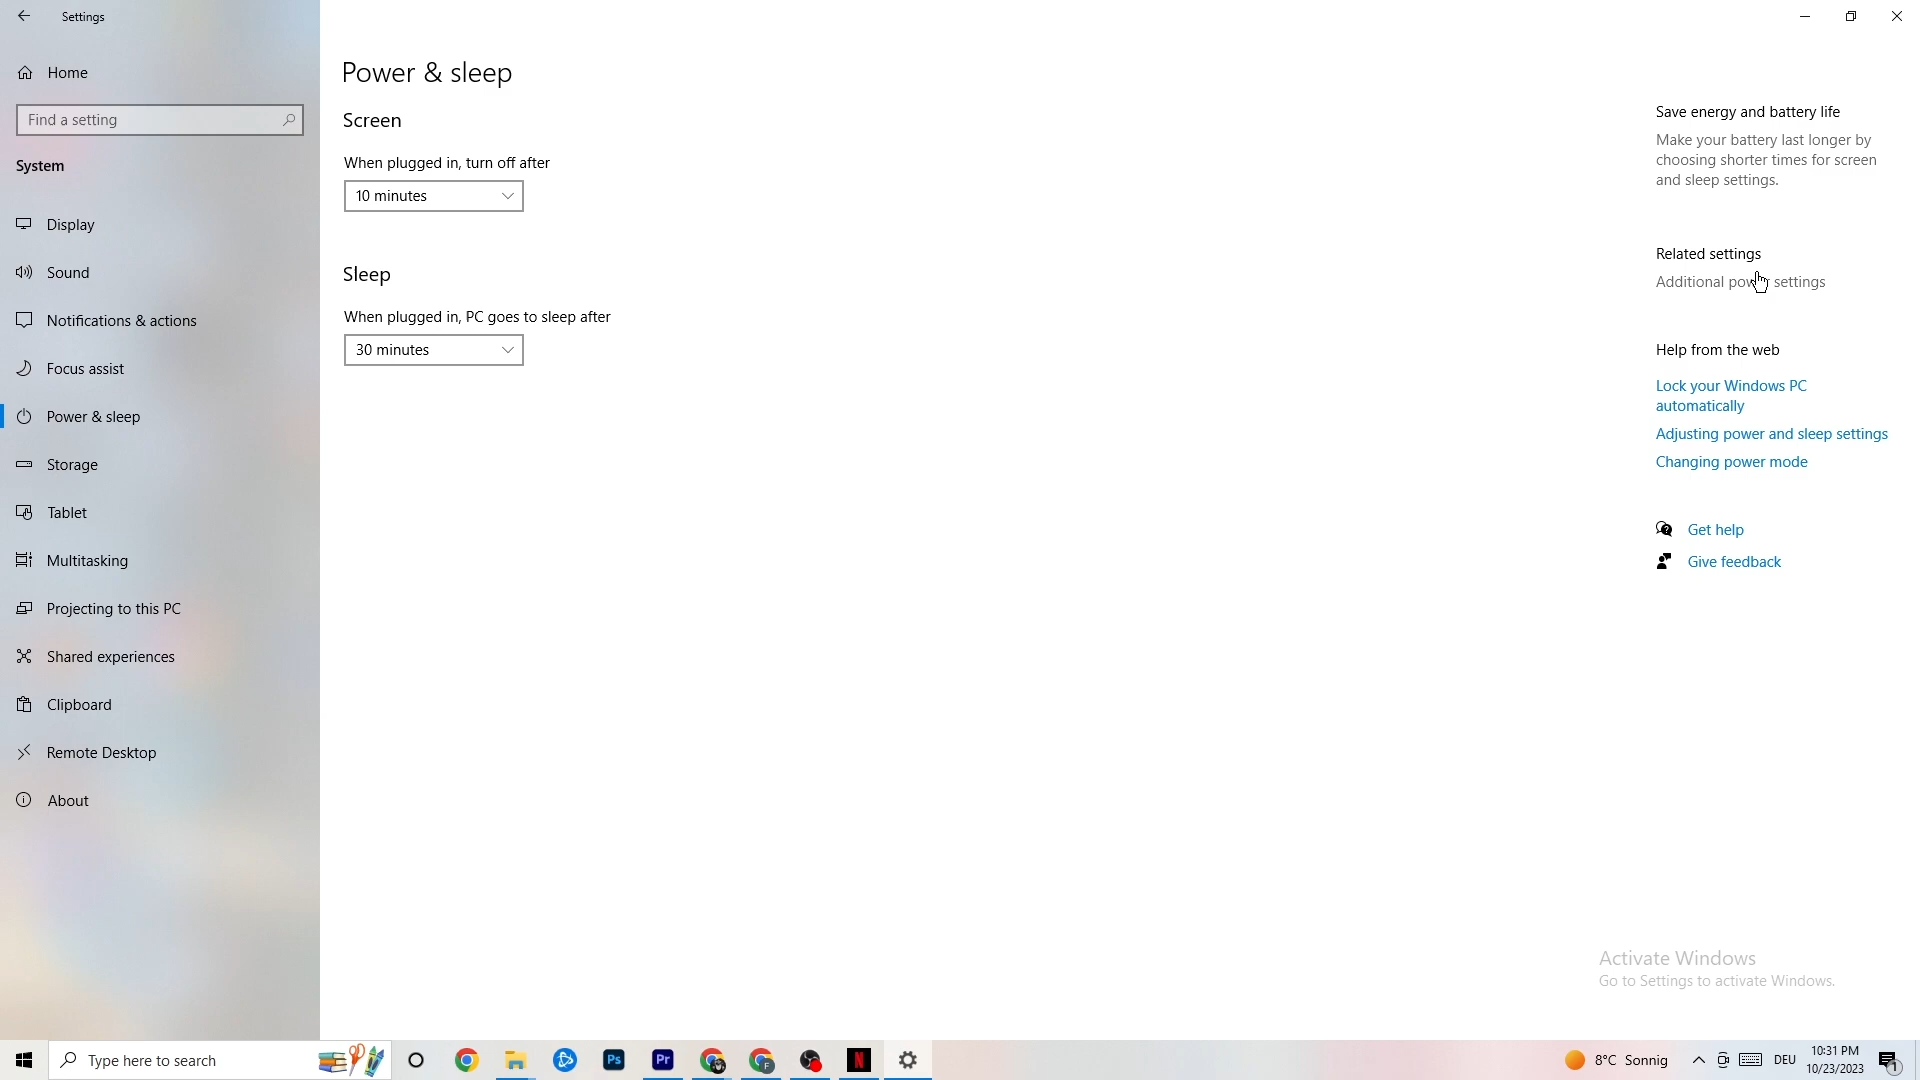 Settings
Home
Find a setting
System
Display
Sound
Notifications & actions
Focus assist
Power & sleep
Storage
Tablet
Multitasking
Projecting to this PC
Shared experiences
Clipboard
Remote Desktop
About
Power & sleep
Screen
When plugged in, turn off after
10 minutes
Sleep
When plugged in, PC goes to sleep after
30 minutes
Save energy and battery life
Make your battery last longer by
choosing shorter times for screen
and sleep settings.
Related settings
Additional power settings
Help from the web
Lock your Windows PC
automatically
Adjusting power and sleep settings
Changing power mode
Get help
Give feedback
Activate Windows
Go to Settings to activate Windows.
Type here to search
Ps
Pr
F
N
8°C Sonnig
DEU
10:31 PM
10/23/2023
1